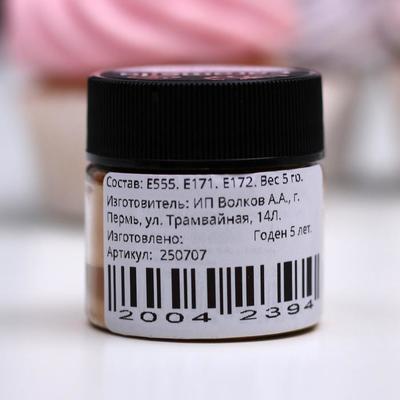 Состав: Е555. Е171. Е172. Вес 5 го.
Изготовитель: ИП Волков А.А., г.
Пермь, ул. Трамвайная, 14Л.
Изготовлено: Годен 5 лет.
Артикул: 250707
2004 2394